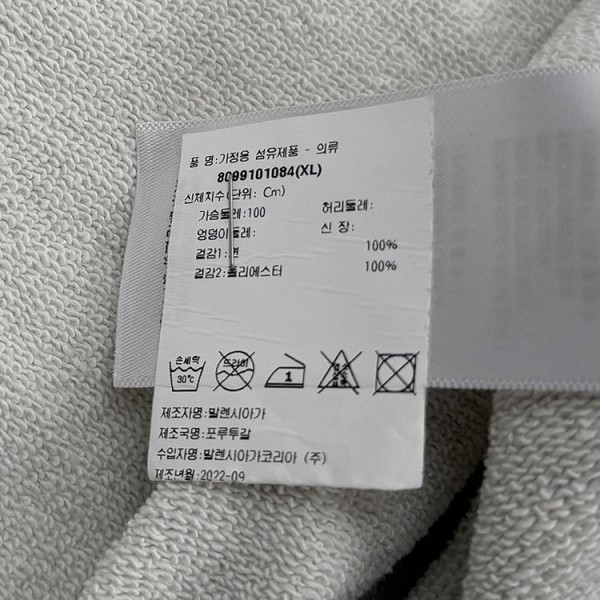 품 명:가정용 섬유제품 - 의류
8099101084(XL)
신체치수(단위: Cm)
가슴둘레:100 허리둘레:
엉덩이둘레: 신 장:
겉감1:면 100%
겉감2:폴리에스터 100%
손세탁
30℃
드라이
1
제조자명:발렌시아가
제조국명:포루투갈
수입자명:발렌시아가코리아 (주)
제조년월:2022-09